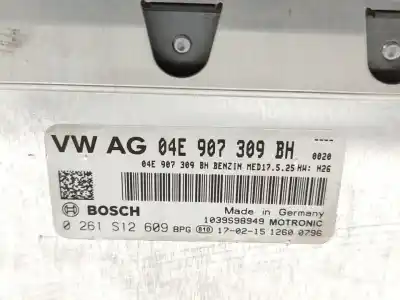 VW AG 04E 907 309 BH 0020
04E 907 309 BH BENZIN MED17.5.25 HW: H26
BOSCH
Made in Germany
1039S98949 MOTRONIC
0 261 S12 609 BPG 810 17-02-15 1260 0796